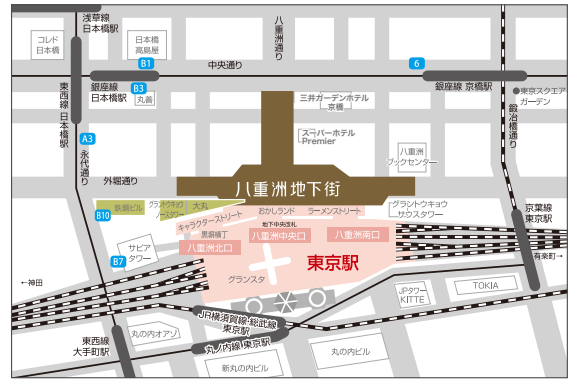 浅草線
日本橋駅
コレド
日本橋
日本橋
高島屋
八重洲通り
B1
中央通り
6
銀座線
日本橋駅
B3
丸善
銀座線 京橋駅
東西線 日本橋駅
三井ガーデンホテル
京橋
東京スクエア
ガーデン
鍛冶橋通り
A3
永代通り
スーパーホテル
Premier
八重洲
ブックセンター
外堀通り
八重洲地下街
鉄鋼ビル
グラントウキョウ
ノースタワー
大丸
B10
キャラクターストリート
おかしランド
ラーメンストリート
グラントウキョウ
サウスタワー
京葉線
東京駅
黒鋼横丁
地下中央改札
八重洲北口
八重洲中央口
八重洲南口
サピア
タワー
B7
東京駅
有楽町→
←神田
グランスタ
JPタワー
KITTE
TOKIA
JR横須賀線・総武線
東京駅
東西線
大手町駅
丸の内オアゾ
丸ノ内線 東京駅
丸の内ビル
新丸の内ビル